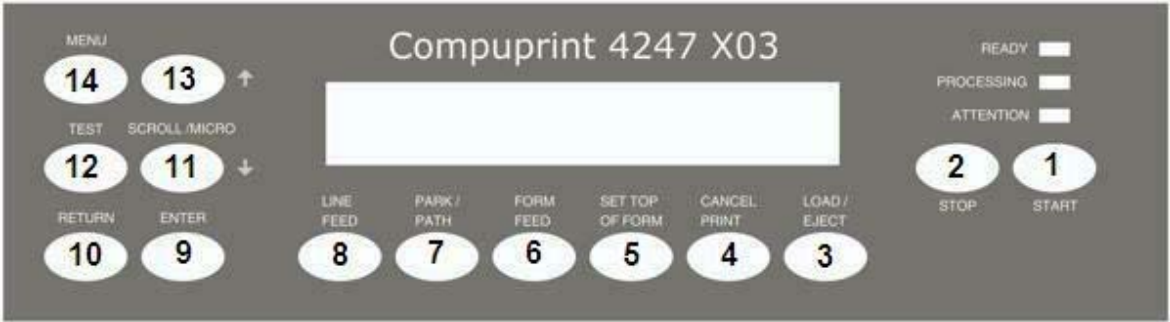 MENU
Compuprint 4247 X03
READY
14 13
PROCESSING
ATTENTION
TEST SCROLL /MICRO
12 11
2 1
STOP START
RETURN ENTER
10 9
LINE FEED
PARK / PATH
FORM FEED
SET TOP OF FORM
CANCEL PRINT
LOAD / EJECT
8 7 6 5 4 3